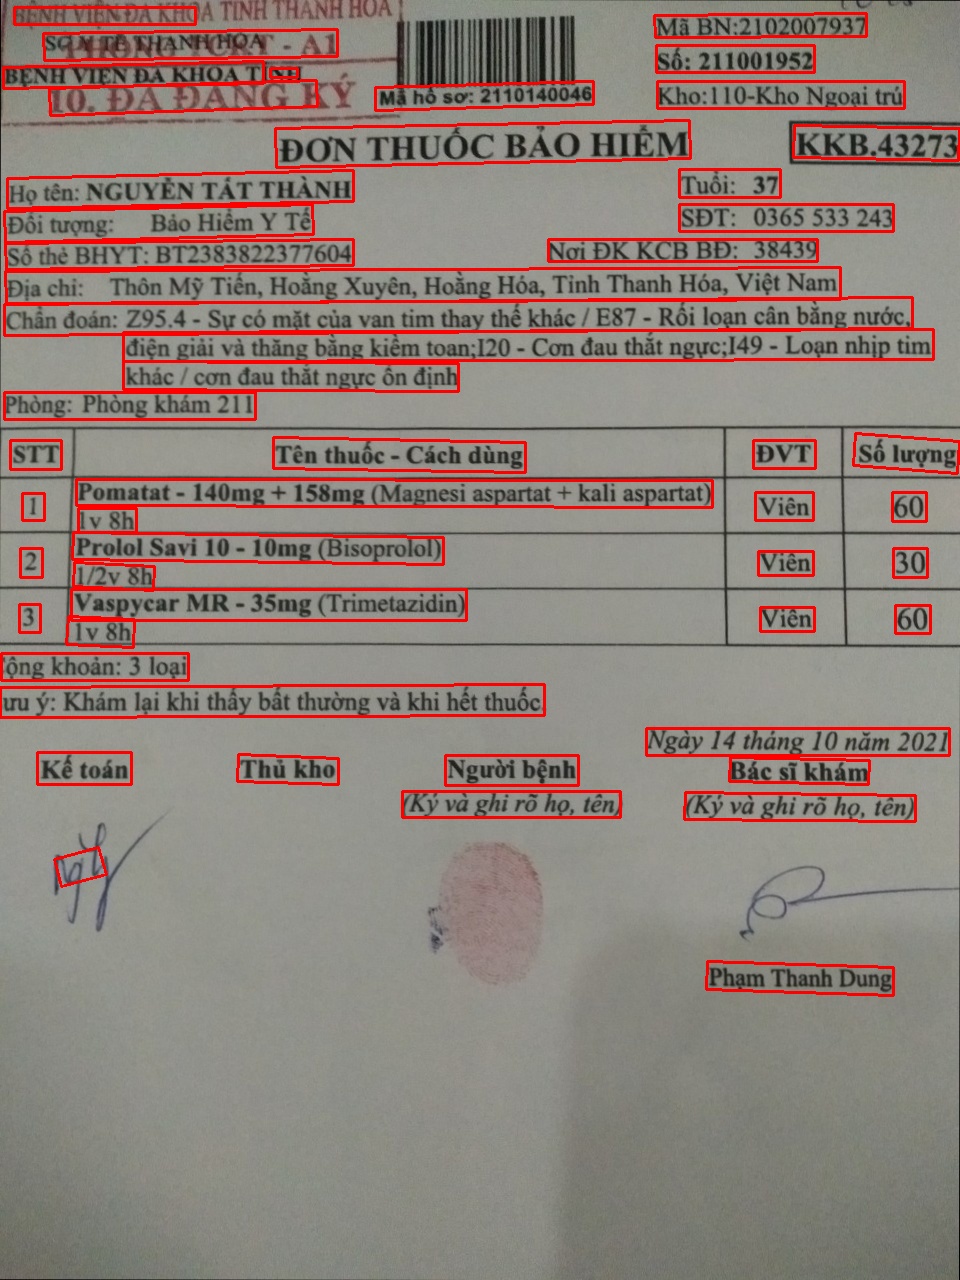 BỆNH VIỆN ĐA KHOA TỈNH THANH HÓA
SỞ Y TẾ THANH HÓA
- A1
BỆNH VIỆN ĐA KHOA TỈNH
10. ĐA ĐĂNG KÝ
Mã hồ sơ: 2110140046
Mã BN:2102007937
Số: 211001952
Kho:110-Kho Ngoại trú
ĐƠN THUỐC BẢO HIỂM
KKB.43273
Họ tên: NGUYỄN TẤT THÀNH Tuổi: 37
Đối tượng: Bảo Hiểm Y Tế SĐT: 0365 533 243
Số thẻ BHYT: BT2383822377604 Nơi ĐK KCB BĐ: 38439
Địa chỉ: Thôn Mỹ Tiến, Hoằng Xuyên, Hoằng Hóa, Tỉnh Thanh Hóa, Việt Nam
Chẩn đoán: Z95.4 - Sự có mặt của van tim thay thế khác / E87 - Rối loạn cân bằng nước,
điện giải và thăng bằng kiềm toan;I20 - Cơn đau thắt ngực;I49 - Loạn nhịp tim
khác / cơn đau thắt ngực ổn định
Phòng: Phòng khám 211
STT Tên thuốc - Cách dùng ĐVT Số lượng
1 Pomatat - 140mg + 158mg (Magnesi aspartat + kali aspartat) Viên 60
1v 8h
2 Prolol Savi 10 - 10mg (Bisoprolol) Viên 30
1/2v 8h
3 Vaspycar MR - 35mg (Trimetazidin) Viên 60
1v 8h
ộng khoản: 3 loại
ưu ý: Khám lại khi thấy bất thường và khi hết thuốc.
Ngày 14 tháng 10 năm 2021
Kế toán Thủ kho Người bệnh Bác sĩ khám
(Ký và ghi rõ họ, tên) (Ký và ghi rõ họ, tên)
Phạm Thanh Dung